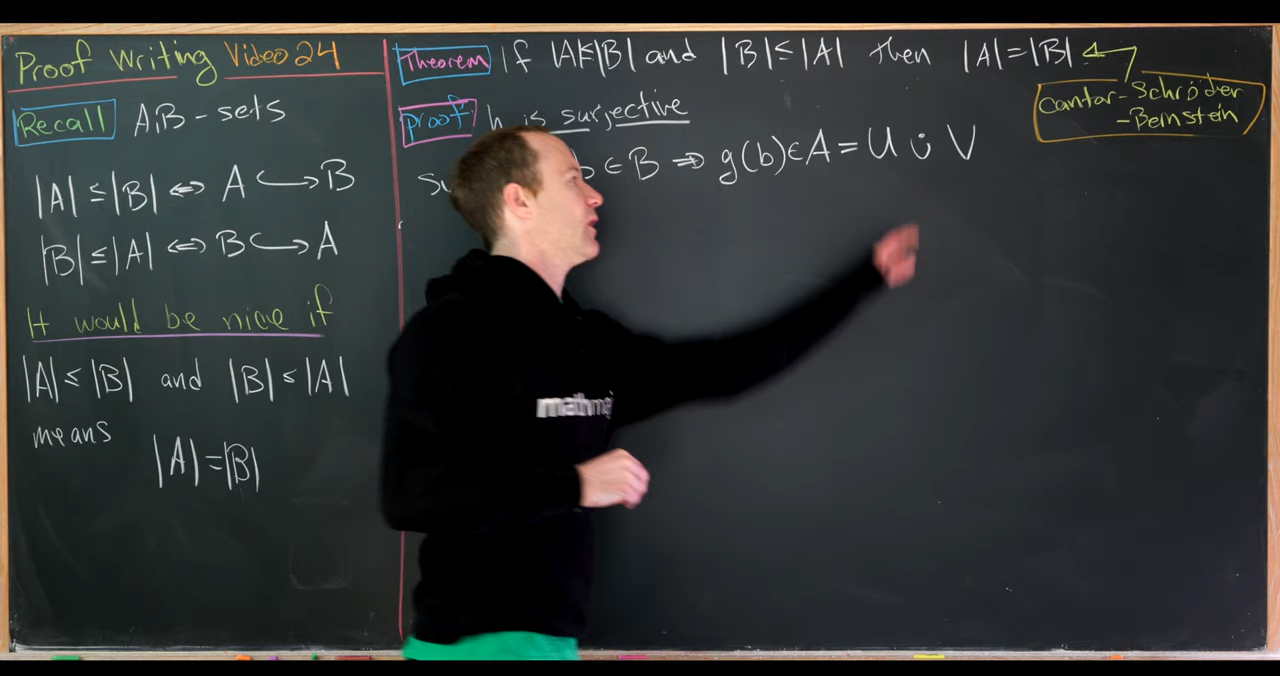 Proof Writing Video 24
Recall A,B - sets
|A| ≤ |B| ⇔ A ↪ B
|B| ≤ |A| ⇔ B ↪ A
It would be nice if
|A| ≤ |B| and |B| ≤ |A|
means
|A| = |B|
Theorem If |A| ≤ |B| and |B| ≤ |A| then |A| = |B|
Cantor-Schröder
-Bernstein
Proof: h is surjective
b ∈ B ⇒ g(b) ∈ A = U ∪̇ V